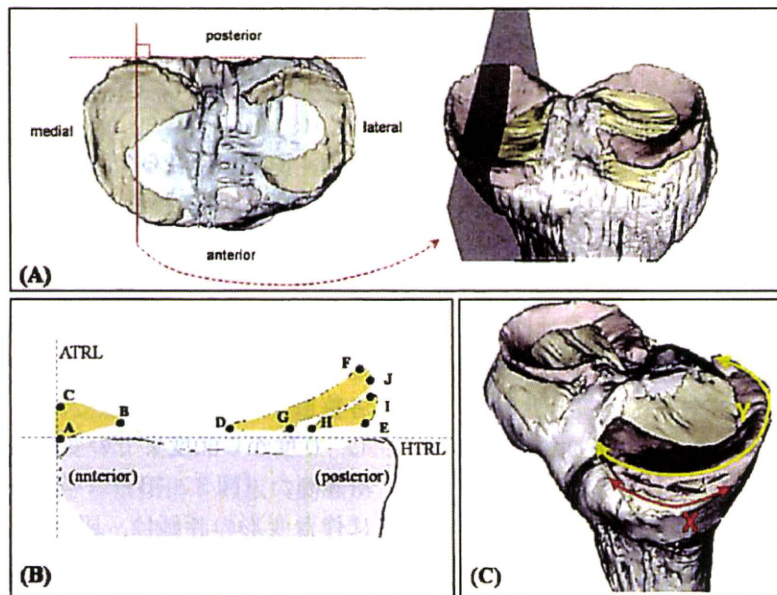 posterior
medial
lateral
anterior
(A)
ATRL
C
B
A
F
J
I
D
G
H
E
HTRL
(anterior)
(posterior)
(B)
Y
X
(C)